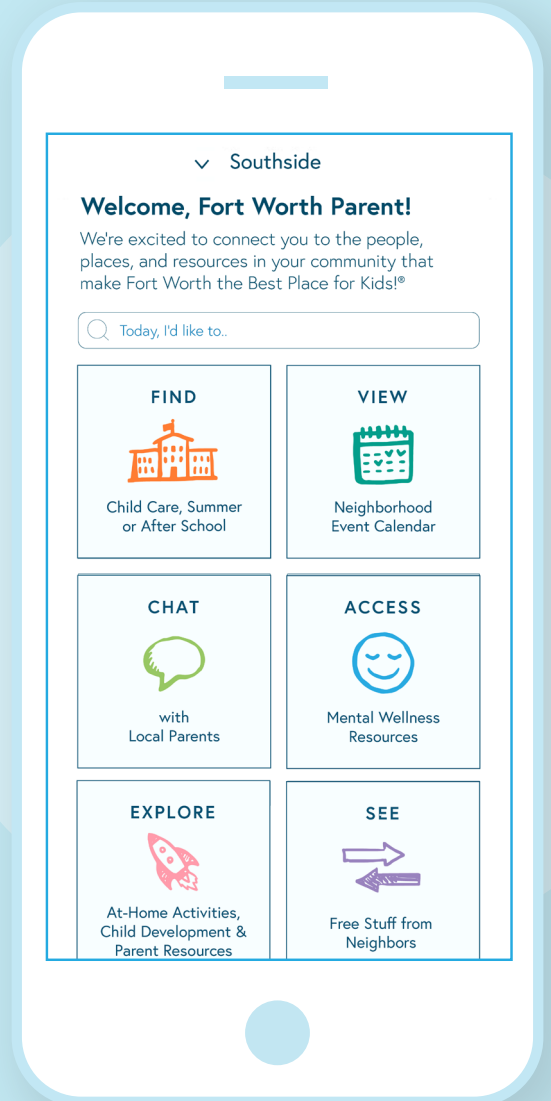 Southside
Welcome, Fort Worth Parent!
We're excited to connect you to the people,
places, and resources in your community that
make Fort Worth the Best Place for Kids!®
Today, I'd like to..
FIND
Child Care, Summer
or After School
VIEW
Neighborhood
Event Calendar
CHAT
with
Local Parents
ACCESS
Mental Wellness
Resources
EXPLORE
At-Home Activities,
Child Development &
Parent Resources
SEE
Free Stuff from
Neighbors